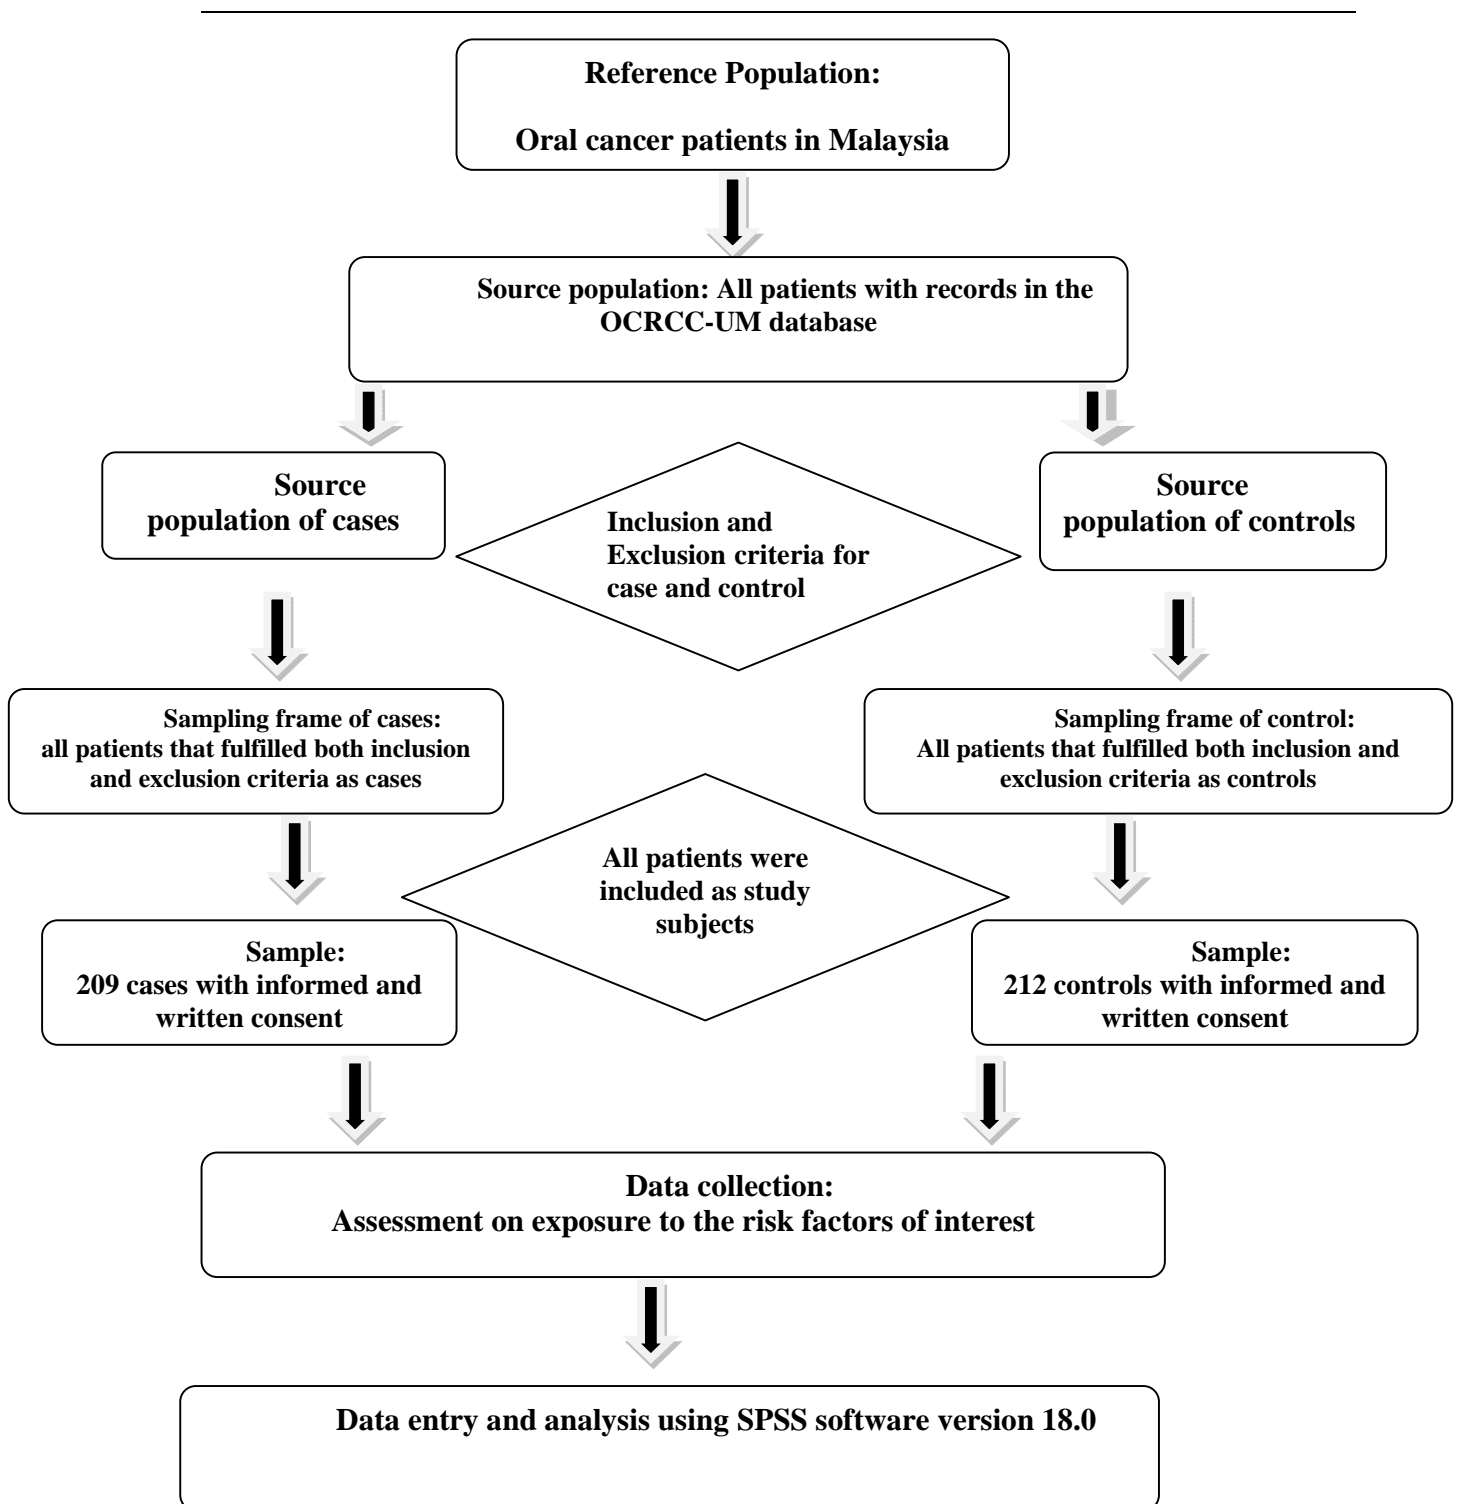 Reference Population:
Oral cancer patients in Malaysia
Source population: All patients with records in the
OCRCC-UM database
Source
population of cases
Inclusion and
Exclusion criteria for
case and control
Source
population of controls
Sampling frame of cases:
all patients that fulfilled both inclusion
and exclusion criteria as cases
Sampling frame of control:
All patients that fulfilled both inclusion and
exclusion criteria as controls
All patients were
included as study
subjects
Sample:
209 cases with informed and
written consent
Sample:
212 controls with informed and
written consent
Data collection:
Assessment on exposure to the risk factors of interest
Data entry and analysis using SPSS software version 18.0